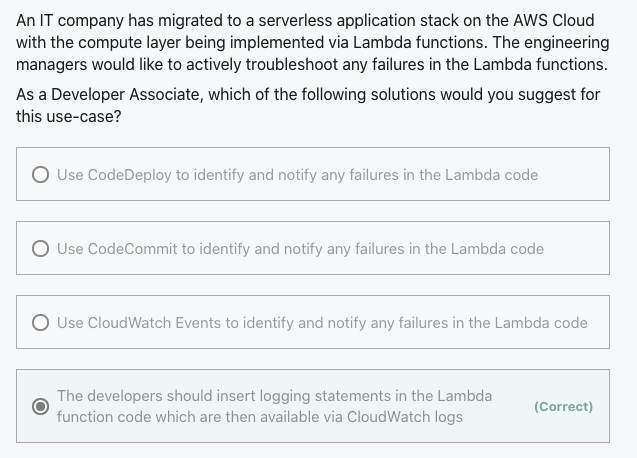 An IT company has migrated to a serverless application stack on the AWS Cloud
with the compute layer being implemented via Lambda functions. The engineering
managers would like to actively troubleshoot any failures in the Lambda functions.
As a Developer Associate, which of the following solutions would you suggest for
this use-case?
Use CodeDeploy to identify and notify any failures in the Lambda code
Use CodeCommit to identify and notify any failures in the Lambda code
Use CloudWatch Events to identify and notify any failures in the Lambda code
The developers should insert logging statements in the Lambda
function code which are then available via CloudWatch logs
(Correct)